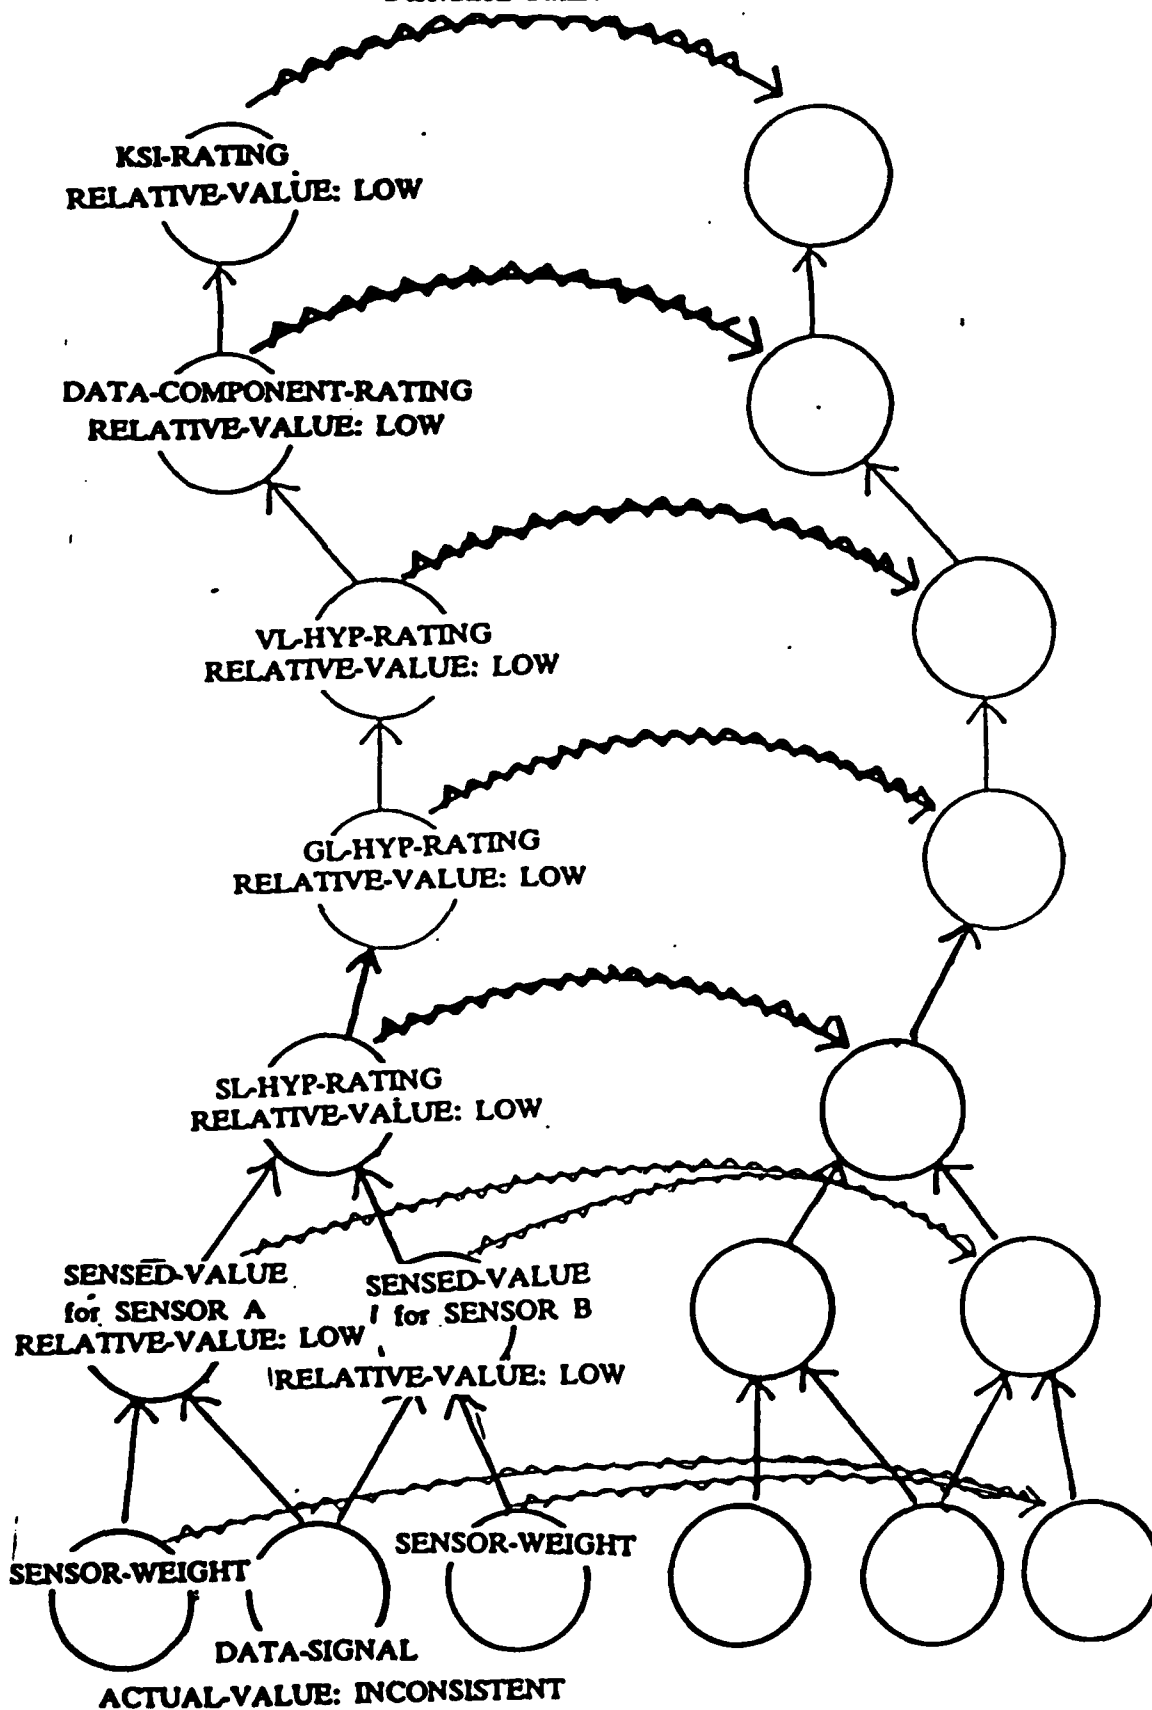 KSI-RATING
RELATIVE-VALUE: LOW
DATA-COMPONENT-RATING
RELATIVE-VALUE: LOW
VL-HYP-RATING
RELATIVE-VALUE: LOW
GL-HYP-RATING
RELATIVE-VALUE: LOW
SL-HYP-RATING
RELATIVE-VALUE: LOW
SENSED-VALUE
for SENSOR A
RELATIVE-VALUE: LOW
SENSED-VALUE
for SENSOR B
RELATIVE-VALUE: LOW
SENSOR-WEIGHT
SENSOR-WEIGHT
DATA-SIGNAL
ACTUAL-VALUE: INCONSISTENT